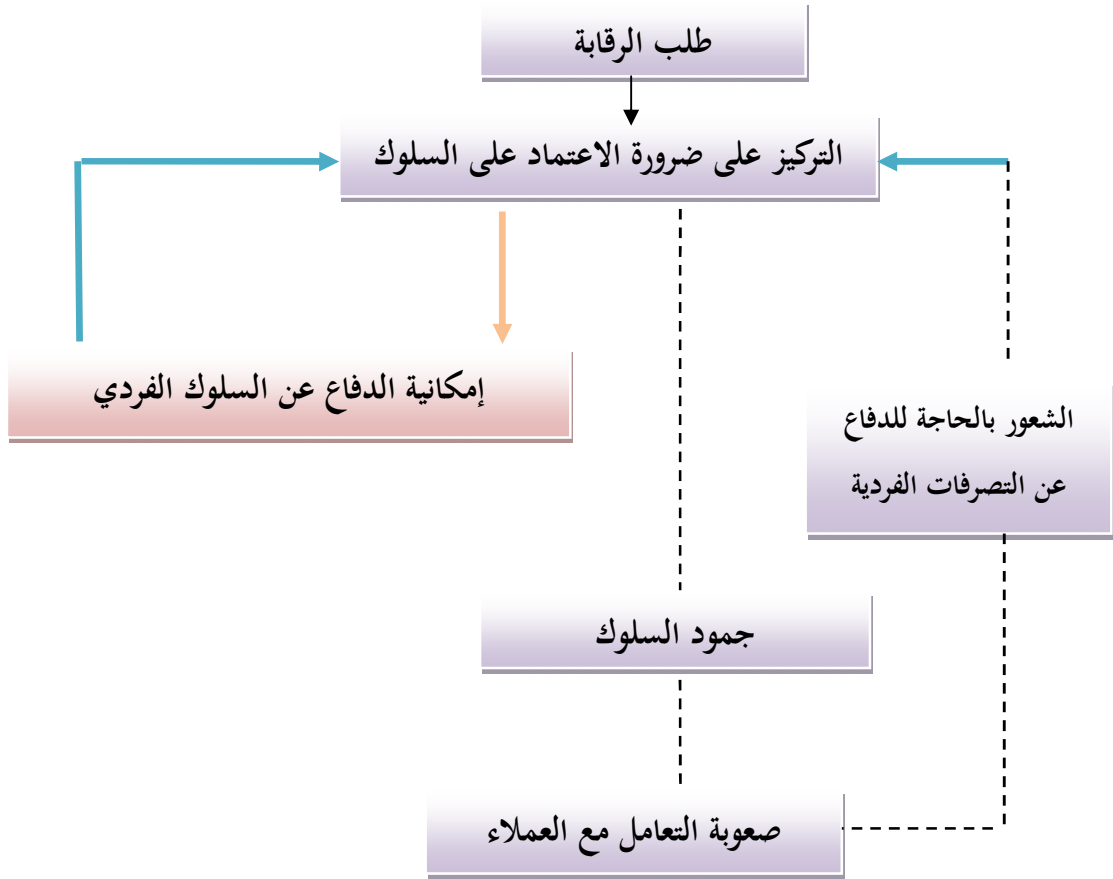 طلب الرقابة
التركيز على ضرورة الاعتماد على السلوك
إمكانية الدفاع عن السلوك الفردي
الشعور بالحاجة للدفاع
عن التصرفات الفردية
جمود السلوك
صعوبة التعامل مع العملاء